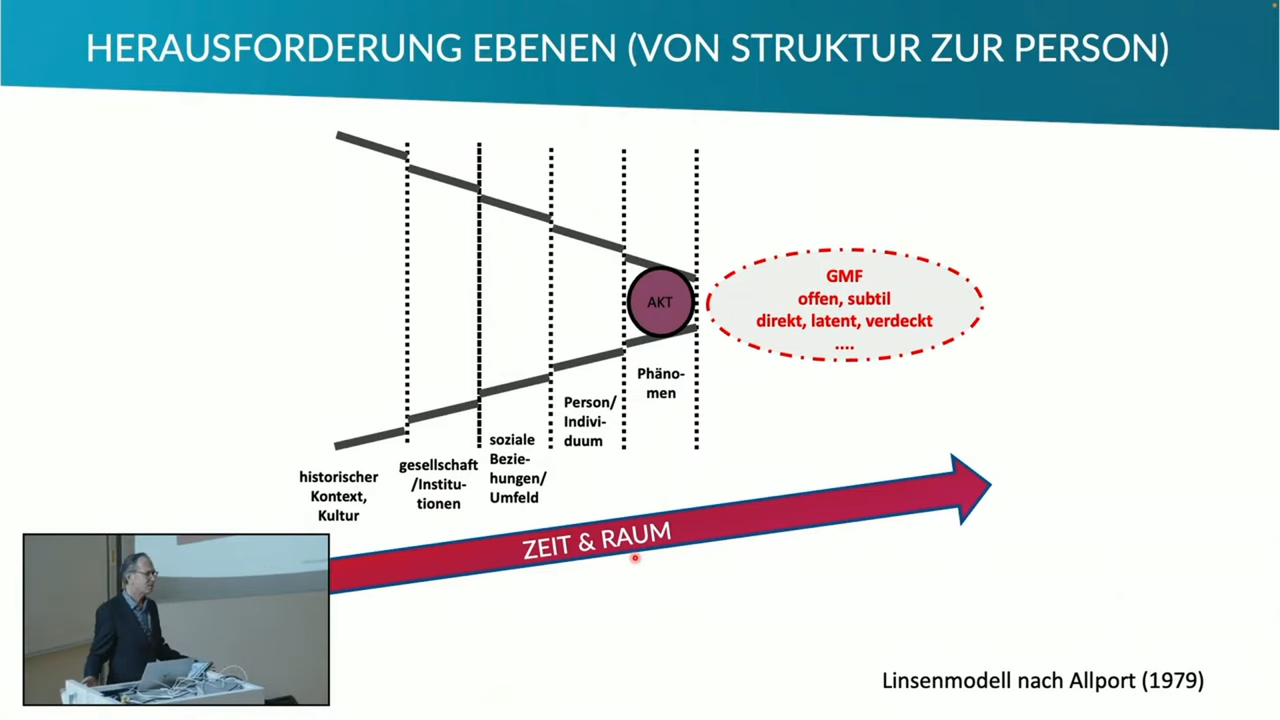 HERAUSFORDERUNG EBENEN (VON STRUKTUR ZUR PERSON)
AKT
GMF
offen, subtil
direkt, latent, verdeckt
....
Phäno-
men
Person/
Indivi-
duum
soziale
Bezie-
hungen/
Umfeld
gesellschaft
/Institu-
tionen
historischer
Kontext,
Kultur
ZEIT & RAUM
Linsenmodell nach Allport (1979)